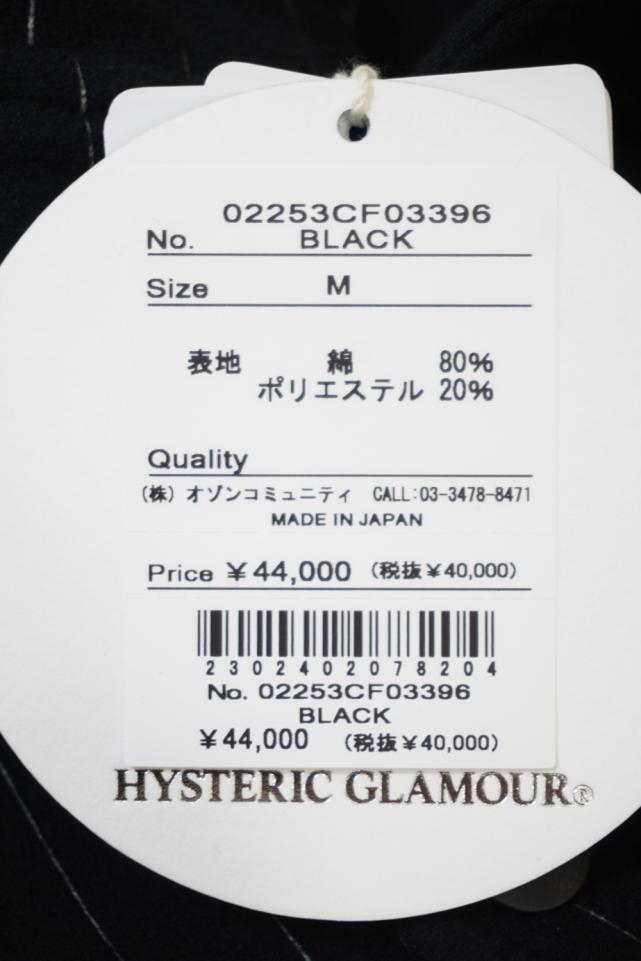 02253CF03396
No. BLACK
Size M
表地 綿 80%
ポリエステル 20%
Quality
(株) オゾンコミュニティ CALL:03-3478-8471
MADE IN JAPAN
Price ¥44,000 (税抜¥40,000)
2302402078204
No. 02253CF03396
BLACK
¥44,000 (税抜¥40,000)
HYSTERIC GLAMOUR®